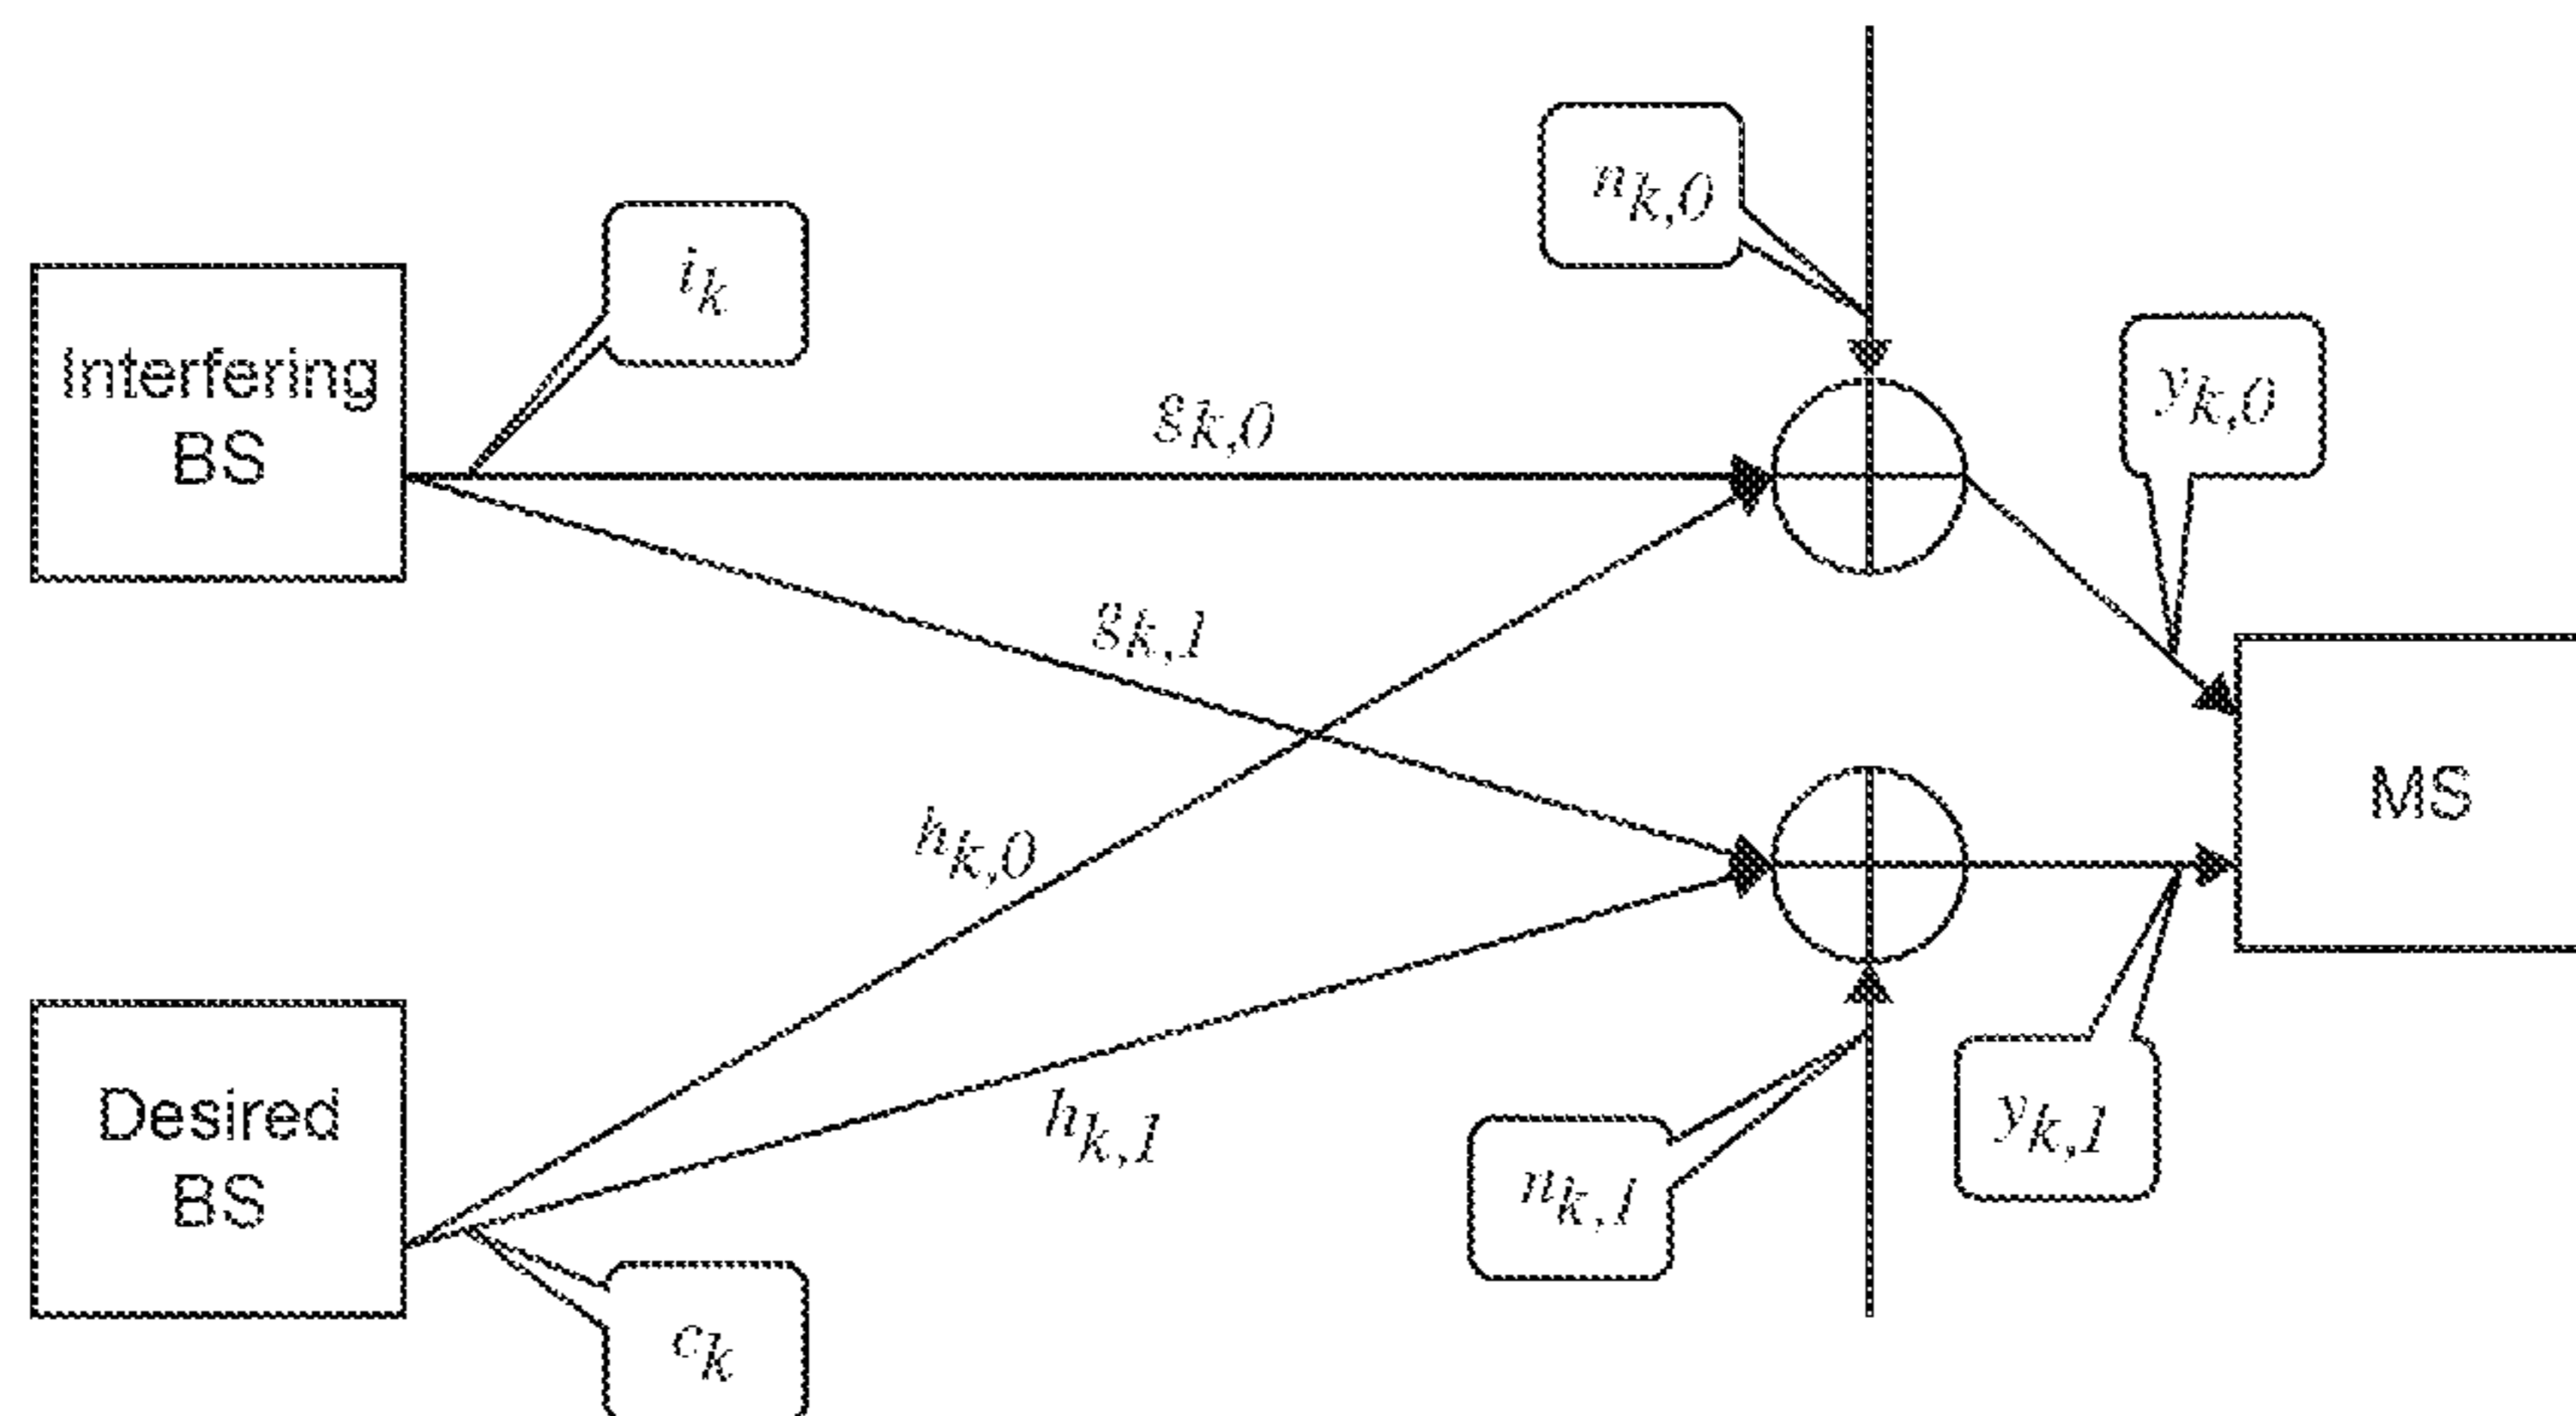 n_{k,0}
i_k
Interfering
BS
y_{k,0}
g_{k,0}
g_{k,1}
MS
h_{k,0}
Desired
BS
h_{k,1}
y_{k,1}
n_{k,1}
c_k